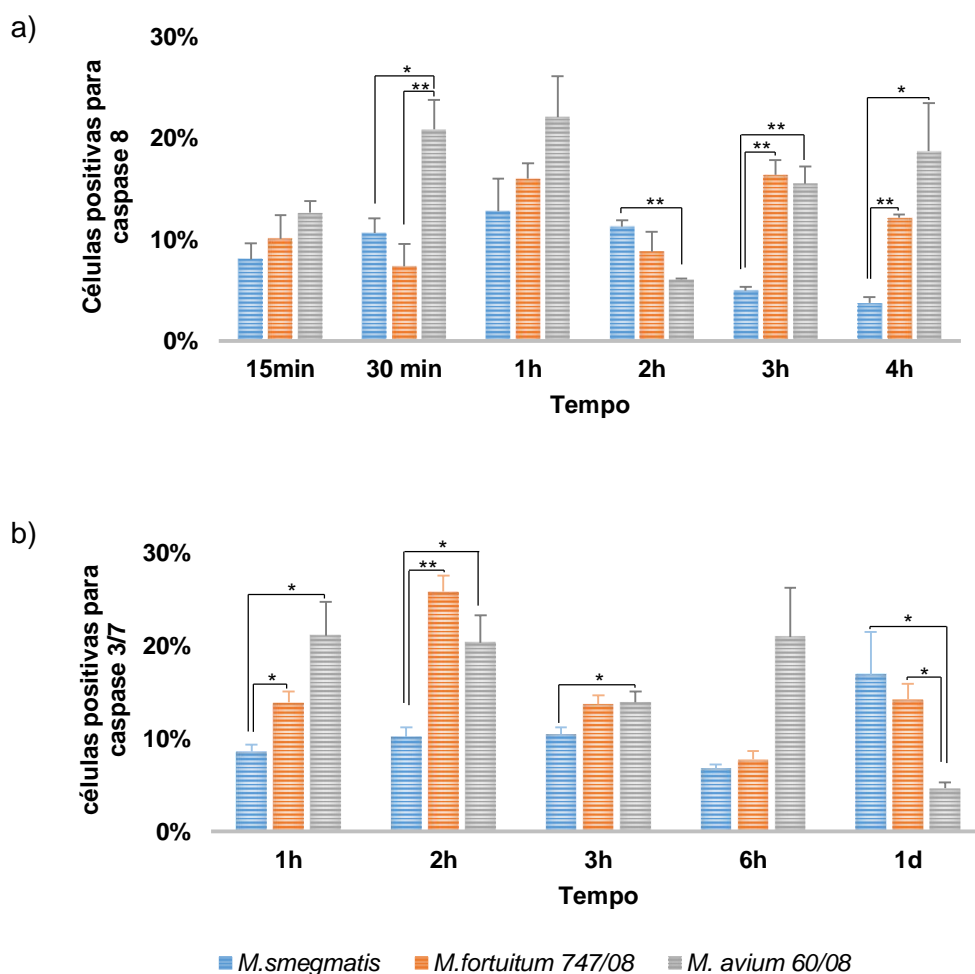 a)
Células positivas para
caspase 8
30%
20%
10%
0%
*
**
**
**
**
*
**
15min 30 min 1h 2h 3h 4h
Tempo
b)
células positivas para
caspase 3/7
30%
20%
10%
0%
*
*
*
**
*
*
*
1h 2h 3h 6h 1d
Tempo
M.smegmatis M.fortuitum 747/08 M. avium 60/08